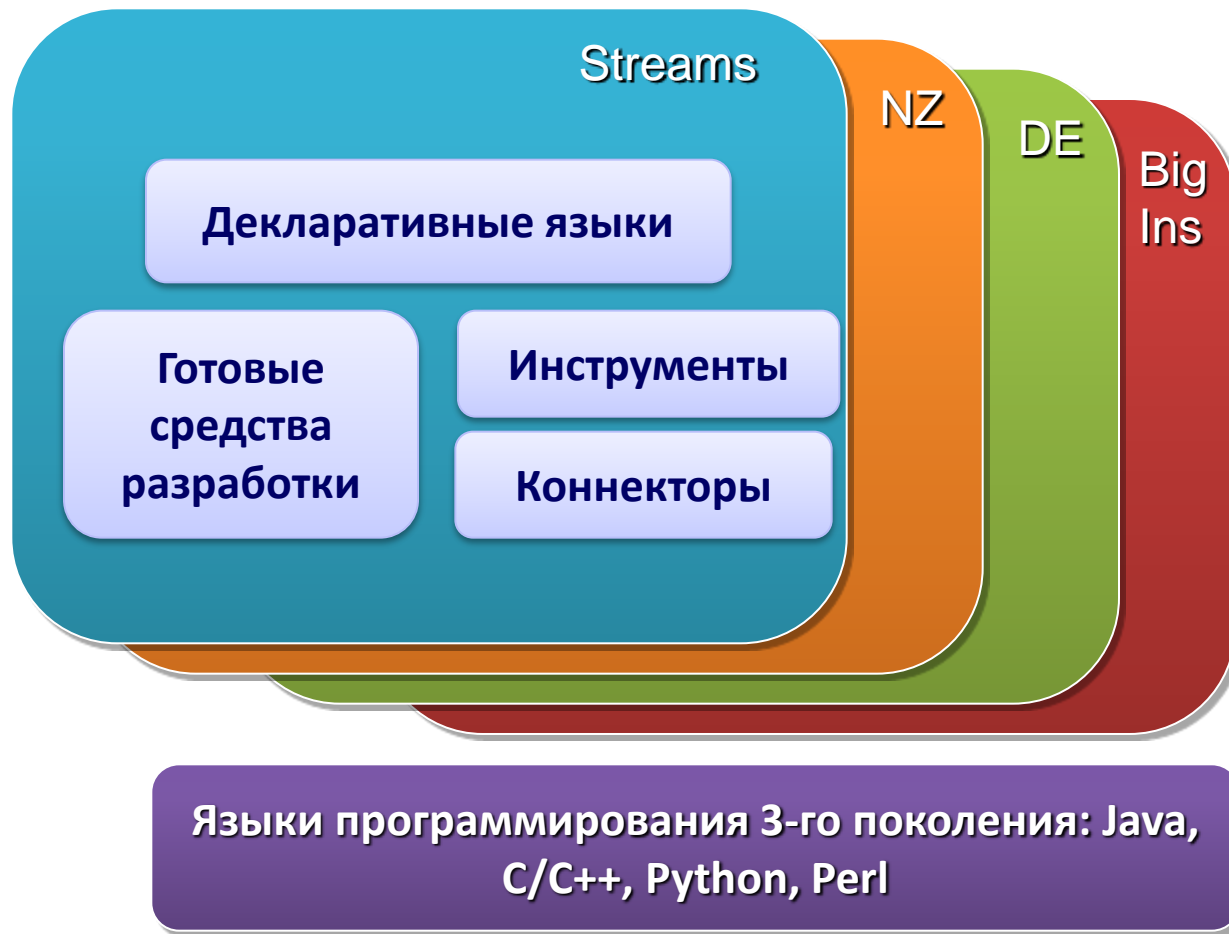 Streams
NZ
DE
Big
Ins
Декларативные языки
Готовые
средства
разработки
Инструменты
Коннекторы
Языки программирования 3-го поколения: Java,
C/C++, Python, Perl